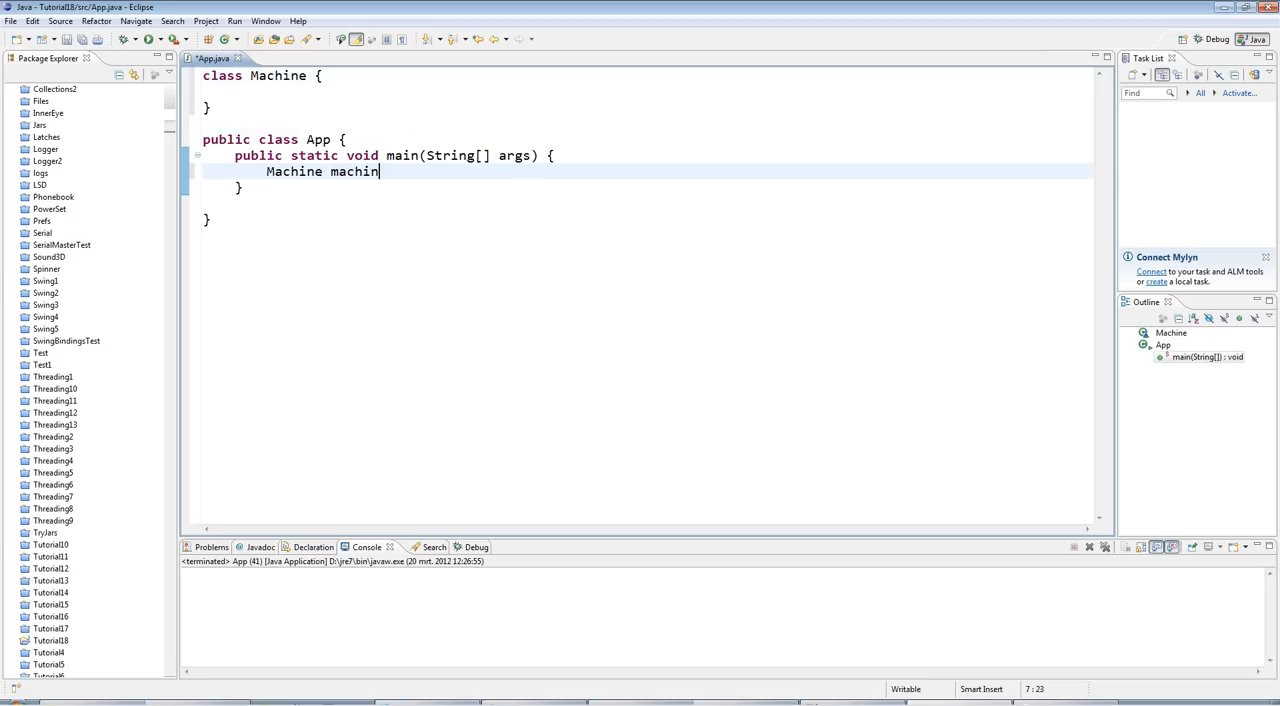 Java - Tutorial18/src/App.java - Eclipse
File Edit Source Refactor Navigate Search Project Run Window Help
Debug Java
Package Explorer
Collections2
Files
InnerEye
Jars
Latches
Logger
Logger2
logs
LSD
Phonebook
PowerSet
Prefs
Serial
SerialMasterTest
Sound3D
Spinner
Swing1
Swing2
Swing3
Swing4
Swing5
SwingBindingsTest
Test
Test1
Threading1
Threading10
Threading11
Threading12
Threading13
Threading2
Threading3
Threading4
Threading5
Threading6
Threading7
Threading8
Threading9
TryJars
Tutorial10
Tutorial11
Tutorial12
Tutorial13
Tutorial14
Tutorial15
Tutorial16
Tutorial17
Tutorial18
Tutorial4
Tutorial5
Tutorial6
*App.java
class Machine {
}
public class App {
public static void main(String[] args) {
Machine machin
}
}
Task List
Find All Activate...
Connect Mylyn
Connect to your task and ALM tools
or create a local task.
Outline
Machine
App
main(String[]) : void
Problems Javadoc Declaration Console Search Debug
<terminated> App (41) [Java Application] D:\jre7\bin\javaw.exe (20 mrt. 2012 12:26:55)
Writable Smart Insert 7 : 23